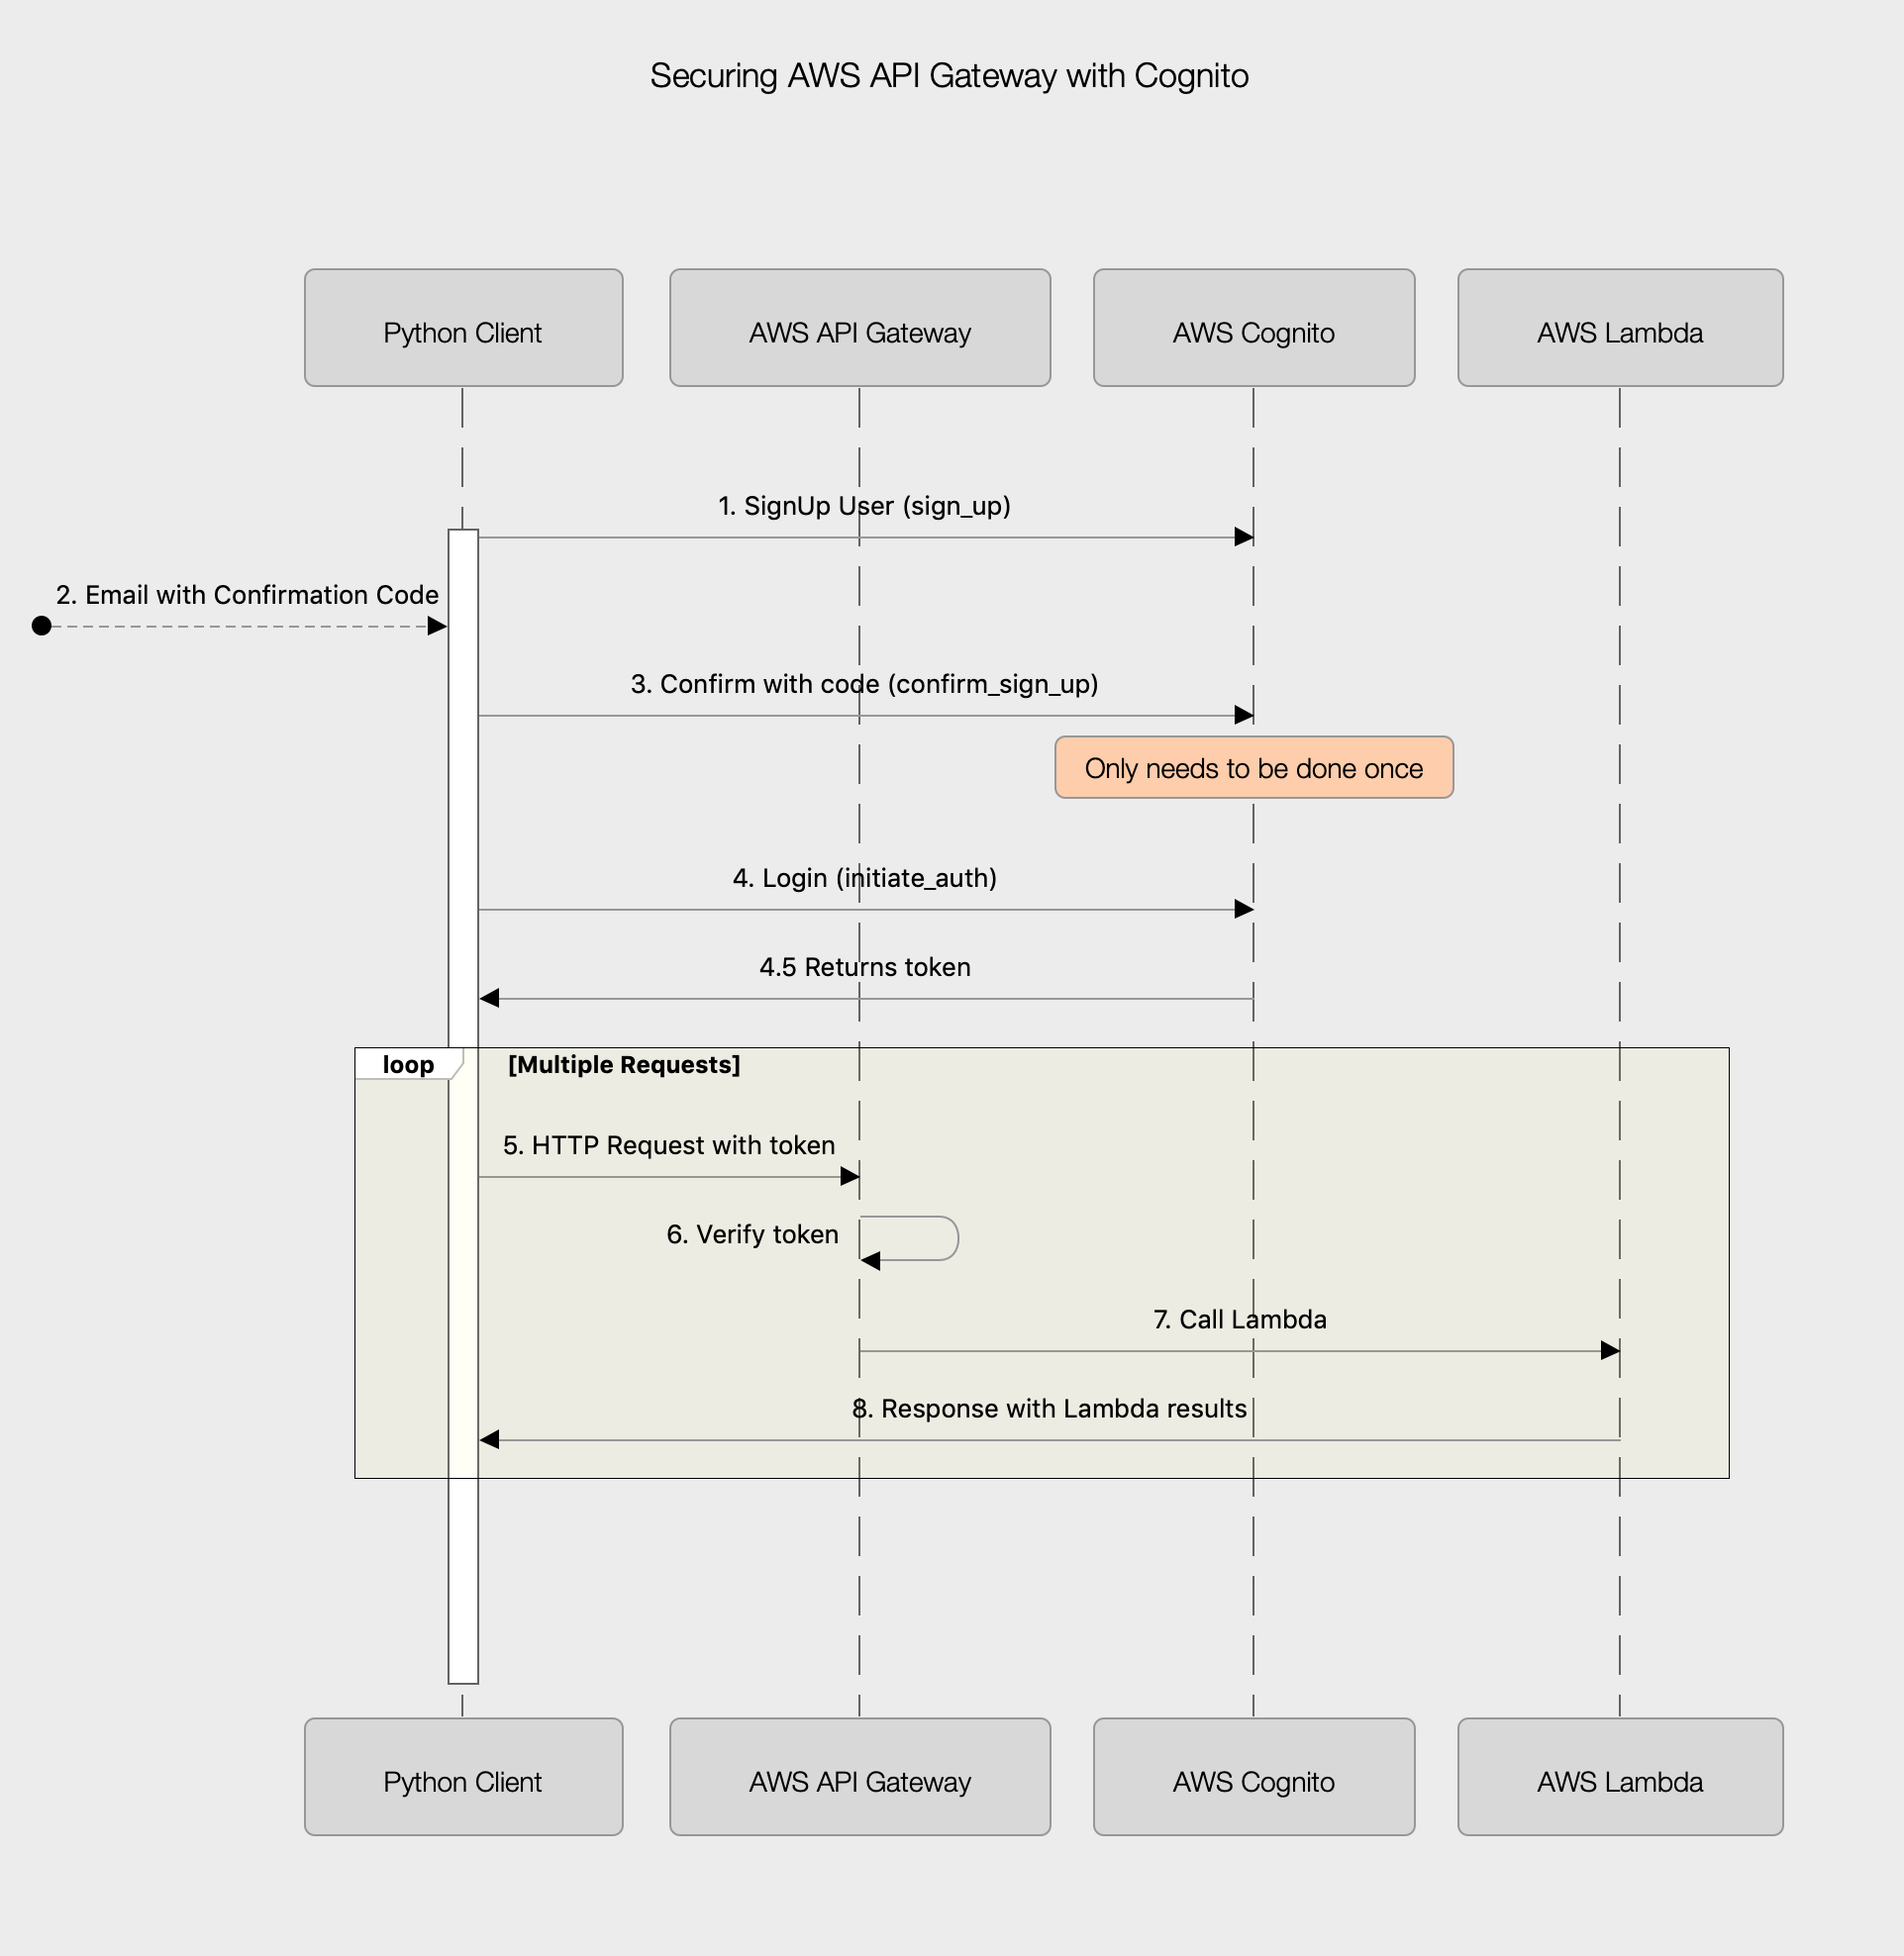 Securing AWS API Gateway with Cognito
Python Client
AWS API Gateway
AWS Cognito
AWS Lambda
1. SignUp User (sign_up)
2. Email with Confirmation Code
3. Confirm with code (confirm_sign_up)
Only needs to be done once
4. Login (initiate_auth)
4.5 Returns token
loop
[Multiple Requests]
5. HTTP Request with token
6. Verify token
7. Call Lambda
8. Response with Lambda results
Python Client
AWS API Gateway
AWS Cognito
AWS Lambda